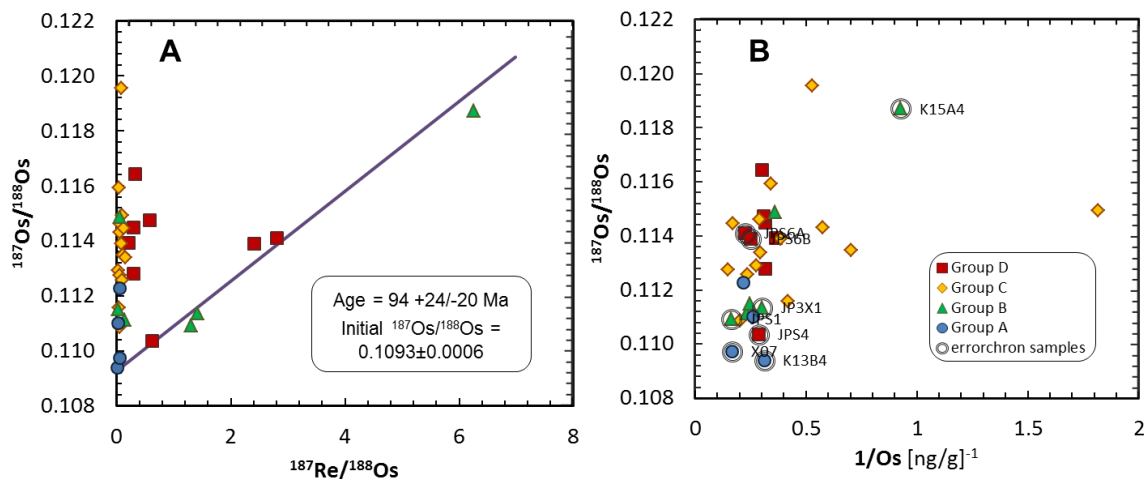 A
0.122
0.120
0.118
0.116
0.114
0.112
0.110
0.108
¹⁸⁷Os/¹⁸⁸Os
0 2 4 6 8
¹⁸⁷Re/¹⁸⁸Os
Age = 94 +24/-20 Ma
Initial ¹⁸⁷Os/¹⁸⁸Os =
0.1093±0.0006
B
0.122
0.120
0.118
0.116
0.114
0.112
0.110
0.108
¹⁸⁷Os/¹⁸⁸Os
K15A4
JPS6A
JP3X1
JPS4
X07
K13B4
Group D
Group C
Group B
Group A
errorchron samples
0 0.5 1 1.5 2
1/Os [ng/g]⁻¹